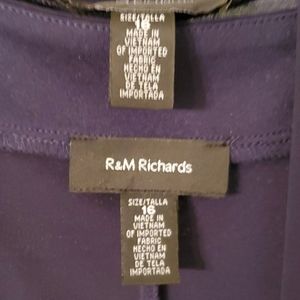 SIZE/TALLA
16
MADE IN
VIETNAM
OF IMPORTED
FABRIC
HECHO EN
VIETNAM
DE TELA
IMPORTADA
R&M Richards
SIZE/TALLA
16
MADE IN
VIETNAM
OF IMPORTED
FABRIC
HECHO EN
VIETNAM
DE TELA
IMPORTADA